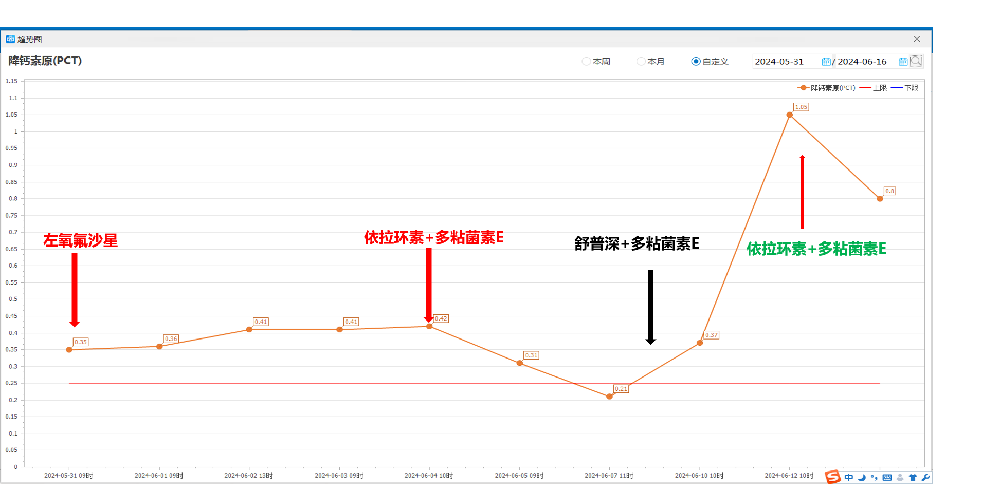 趋势图
降钙素原(PCT)
本周 本月 自定义 2024-05-31 / 2024-06-16
降钙素原(PCT) 上限 下限
1.15
1.1
1.05
1
0.95
0.9
0.85
0.8
0.75
0.7
0.65
0.6
0.55
0.5
0.45
0.4
0.35
0.3
0.25
0.2
0.15
0.1
0.05
0
左氧氟沙星
依拉环素+多粘菌素E
舒普深+多粘菌素E
依拉环素+多粘菌素E
0.35
0.36
0.41
0.41
0.42
0.31
0.21
0.37
1.05
0.8
2024-05-31 09时
2024-06-01 09时
2024-06-02 13时
2024-06-03 09时
2024-06-04 10时
2024-06-05 09时
2024-06-07 11时
2024-06-10 10时
2024-06-12 10时
S 中